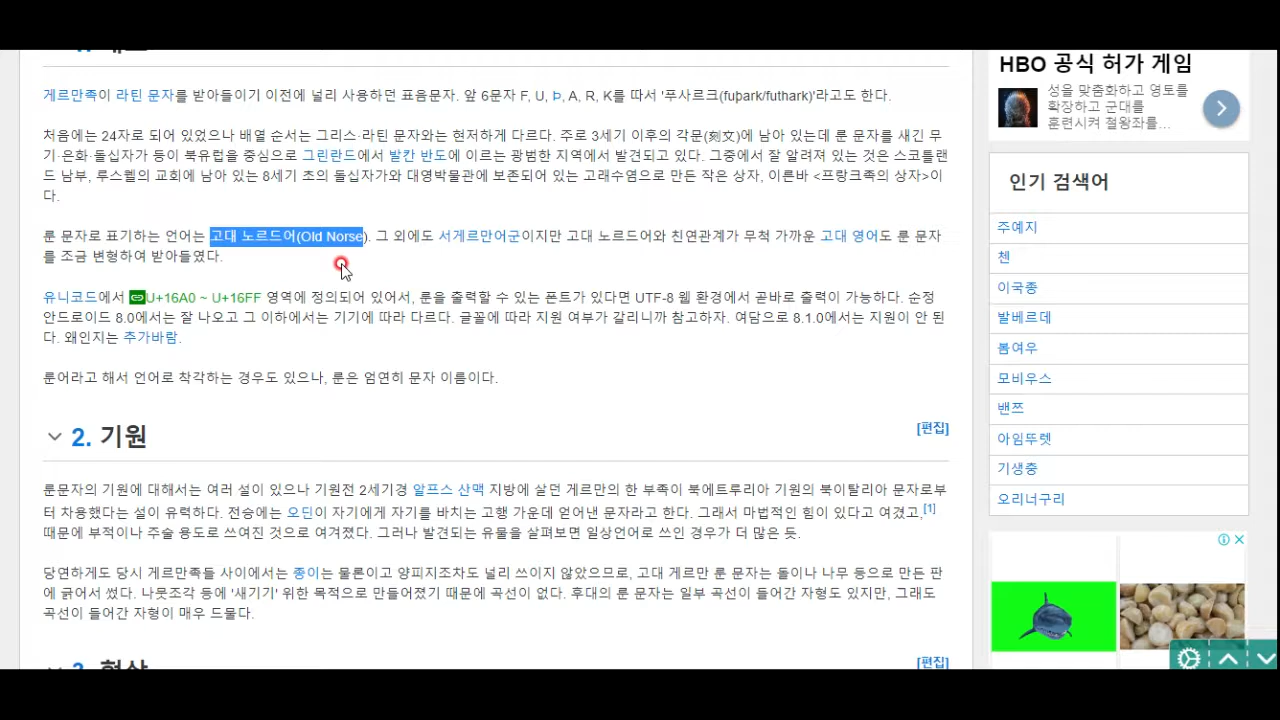 게르만족이 라틴 문자를 받아들이기 이전에 널리 사용하던 표음문자. 앞 6문자 F, U, Þ, A, R, K를 따서 '푸사르크(fuþark/futhark)'라고도 한다.
처음에는 24자로 되어 있었으나 배열 순서는 그리스·라틴 문자와는 현저하게 다르다. 주로 3세기 이후의 각문(刻文)에 남아 있는데 룬 문자를 새긴 무
기·은화·돌십자가 등이 북유럽을 중심으로 그린란드에서 발칸 반도에 이르는 광범한 지역에서 발견되고 있다. 그중에서 잘 알려져 있는 것은 스코틀랜
드 남부, 루스웰의 교회에 남아 있는 8세기 초의 돌십자가와 대영박물관에 보존되어 있는 고래수염으로 만든 작은 상자, 이른바 <프랑크족의 상자>이
다.
룬 문자로 표기하는 언어는 고대 노르드어(Old Norse). 그 외에도 서게르만어군이지만 고대 노르드어와 친연관계가 무척 가까운 고대 영어도 룬 문자
를 조금 변형하여 받아들였다.
유니코드에서 U+16A0 ~ U+16FF 영역에 정의되어 있어서, 룬을 출력할 수 있는 폰트가 있다면 UTF-8 웹 환경에서 곧바로 출력이 가능하다. 순정
안드로이드 8.0에서는 잘 나오고 그 이하에서는 기기에 따라 다르다. 글꼴에 따라 지원 여부가 갈리니까 참고하자. 여담으로 8.1.0에서는 지원이 안 된
다. 왜인지는 추가바람.
룬어라고 해서 언어로 착각하는 경우도 있으나, 룬은 엄연히 문자 이름이다.
2. 기원
[편집]
룬문자의 기원에 대해서는 여러 설이 있으나 기원전 2세기경 알프스 산맥 지방에 살던 게르만의 한 부족이 북에트루리아 기원의 북이탈리아 문자로부
터 차용했다는 설이 유력하다. 전승에는 오딘이 자기에게 자기를 바치는 고행 가운데 얻어낸 문자라고 한다. 그래서 마법적인 힘이 있다고 여겼고,[1]
때문에 부적이나 주술 용도로 쓰여진 것으로 여겨졌다. 그러나 발견되는 유물을 살펴보면 일상언어로 쓰인 경우가 더 많은 듯.
당연하게도 당시 게르만족들 사이에서는 종이는 물론이고 양피지조차도 널리 쓰이지 않았으므로, 고대 게르만 룬 문자는 돌이나 나무 등으로 만든 판
에 긁어서 썼다. 나뭇조각 등에 '새기기' 위한 목적으로 만들어졌기 때문에 곡선이 없다. 후대의 룬 문자는 일부 곡선이 들어간 자형도 있지만, 그래도
곡선이 들어간 자형이 매우 드물다.
[편집]
HBO 공식 허가 게임
성을 맞춤화하고 영토를
확장하고 군대를
훈련시켜 철왕좌를...
인기 검색어
주예지
첸
이국종
발베르데
봄여우
모비우스
밴쯔
아임뚜렛
기생충
오리너구리